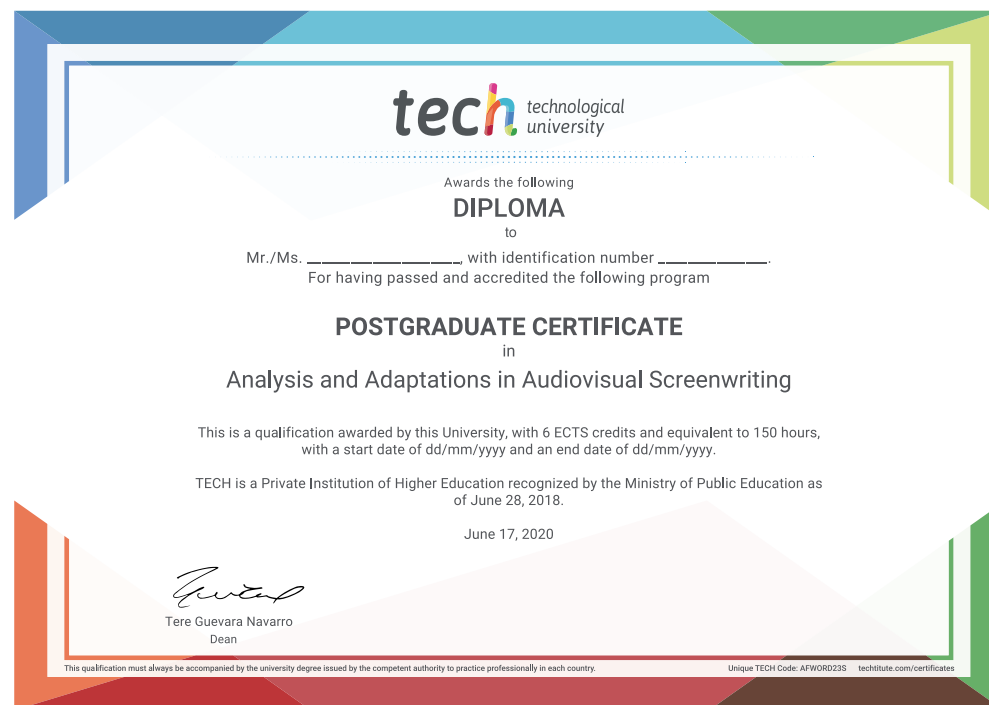 tech technological
university
Awards the following
DIPLOMA
to
Mr./Ms. ____________________, with identification number ______________.
For having passed and accredited the following program
POSTGRADUATE CERTIFICATE
in
Analysis and Adaptations in Audiovisual Screenwriting
This is a qualification awarded by this University, with 6 ECTS credits and equivalent to 150 hours,
with a start date of dd/mm/yyyy and an end date of dd/mm/yyyy.
TECH is a Private Institution of Higher Education recognized by the Ministry of Public Education as
of June 28, 2018.
June 17, 2020
Tere Guevara Navarro
Dean
This qualification must always be accompanied by the university degree issued by the competent authority to practice professionally in each country.
Unique TECH Code: AFWORD23S techtitute.com/certificates